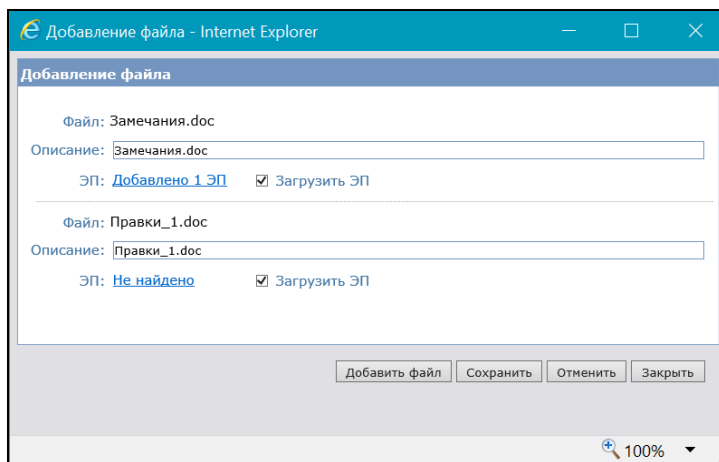 Добавление файла - Internet Explorer
Добавление файла
Файл: Замечания.doc
Описание: Замечания.doc
ЭП: Добавлено 1 ЭП Загрузить ЭП
Файл: Правки_1.doc
Описание: Правки_1.doc
ЭП: Не найдено Загрузить ЭП
Добавить файл Сохранить Отменить Закрыть
100%